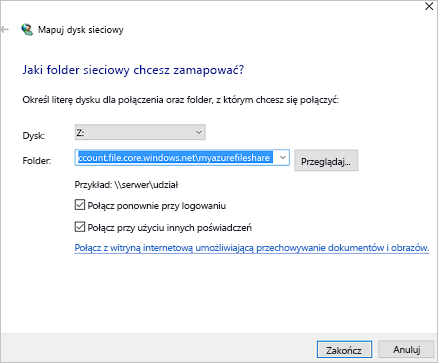 Mapuj dysk sieciowy
Jaki folder sieciowy chcesz zamapować?
Określ literę dysku dla połączenia oraz folder, z którym chcesz się połączyć:
Dysk: Z:
Folder: ccount.file.core.windows.net\myazurefileshare Przeglądaj...
Przykład: \\serwer\udział
Połącz ponownie przy logowaniu
Połącz przy użyciu innych poświadczeń
Połącz z witryną internetową umożliwiającą przechowywanie dokumentów i obrazów.
Zakończ Anuluj